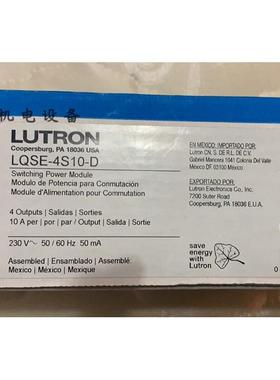 机电设备
LUTRON
Coopersburg, PA 18036 USA
LQSE-4S10-D
Switching Power Module
Modulo de Potencia para Conmutación
Module d'Alimentation pour Commutation
4 Outputs | Salidas | Sorties
10 A per | por | par / Output | Salida | Sortie
230 V~ 50 / 60 Hz 50 mA
Assembled | Ensamblado | Assemblé:
Mexico | México | Mexique
EN MÉXICO: IMPORTADO POR:
Lutron CN, S. DE R.L. DE C.V.
Gabriel Mancera 1041 Colonia Del Valle
México DF 03100 México
EXPORTADO POR:
Lutron Electronics Co., Inc.
7200 Suter Road
Coopersburg, PA 18036 E.U.A.
save
energy
with
Lutron
0